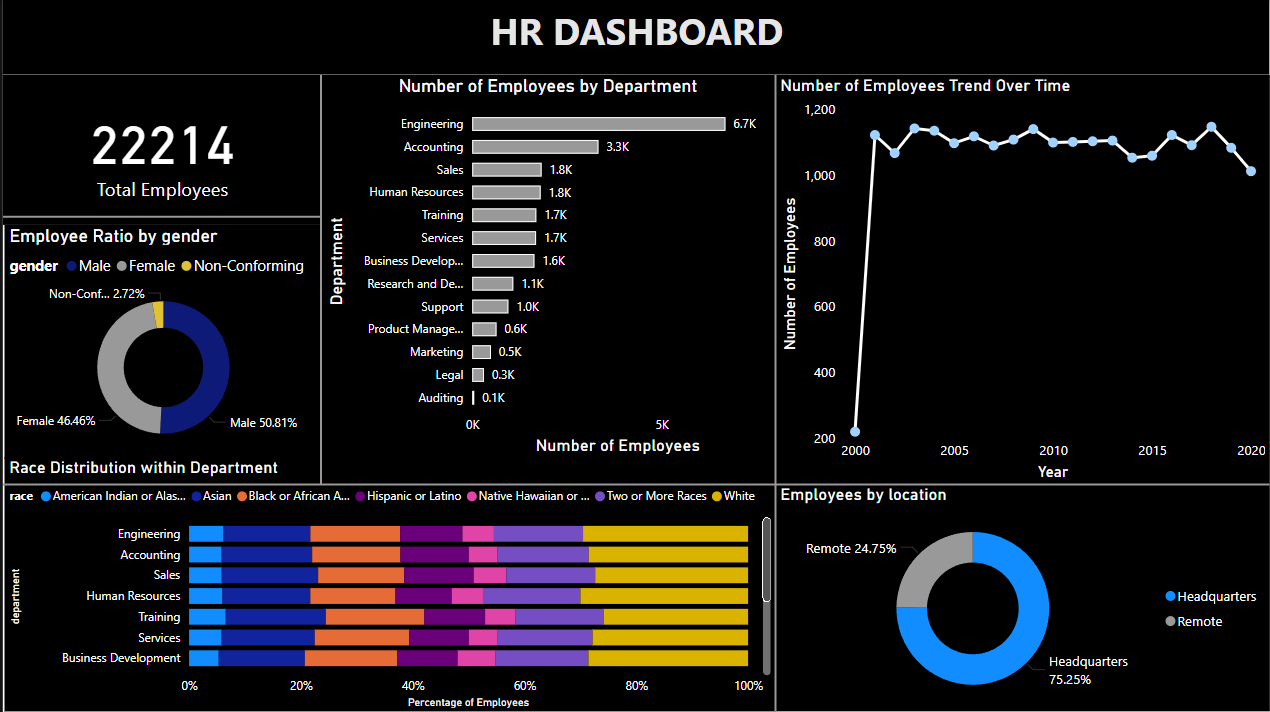 HR DASHBOARD
22214
Total Employees
Employee Ratio by gender
gender Male Female Non-Conforming
Non-Conf... 2.72%
Female 46.46%
Male 50.81%
Number of Employees by Department
Department
Engineering 6.7K
Accounting 3.3K
Sales 1.8K
Human Resources 1.8K
Training 1.7K
Services 1.7K
Business Develop... 1.6K
Research and De... 1.1K
Support 1.0K
Product Manage... 0.6K
Marketing 0.5K
Legal 0.3K
Auditing 0.1K
0K 5K
Number of Employees
Number of Employees Trend Over Time
Number of Employees
1,200
1,000
800
600
400
200
2000 2005 2010 2015 2020
Year
Race Distribution within Department
race American Indian or Alas... Asian Black or African A... Hispanic or Latino Native Hawaiian or ... Two or More Races White
department
Engineering
Accounting
Sales
Human Resources
Training
Services
Business Development
0% 20% 40% 60% 80% 100%
Percentage of Employees
Employees by location
Remote 24.75%
Headquarters
75.25%
Headquarters
Remote